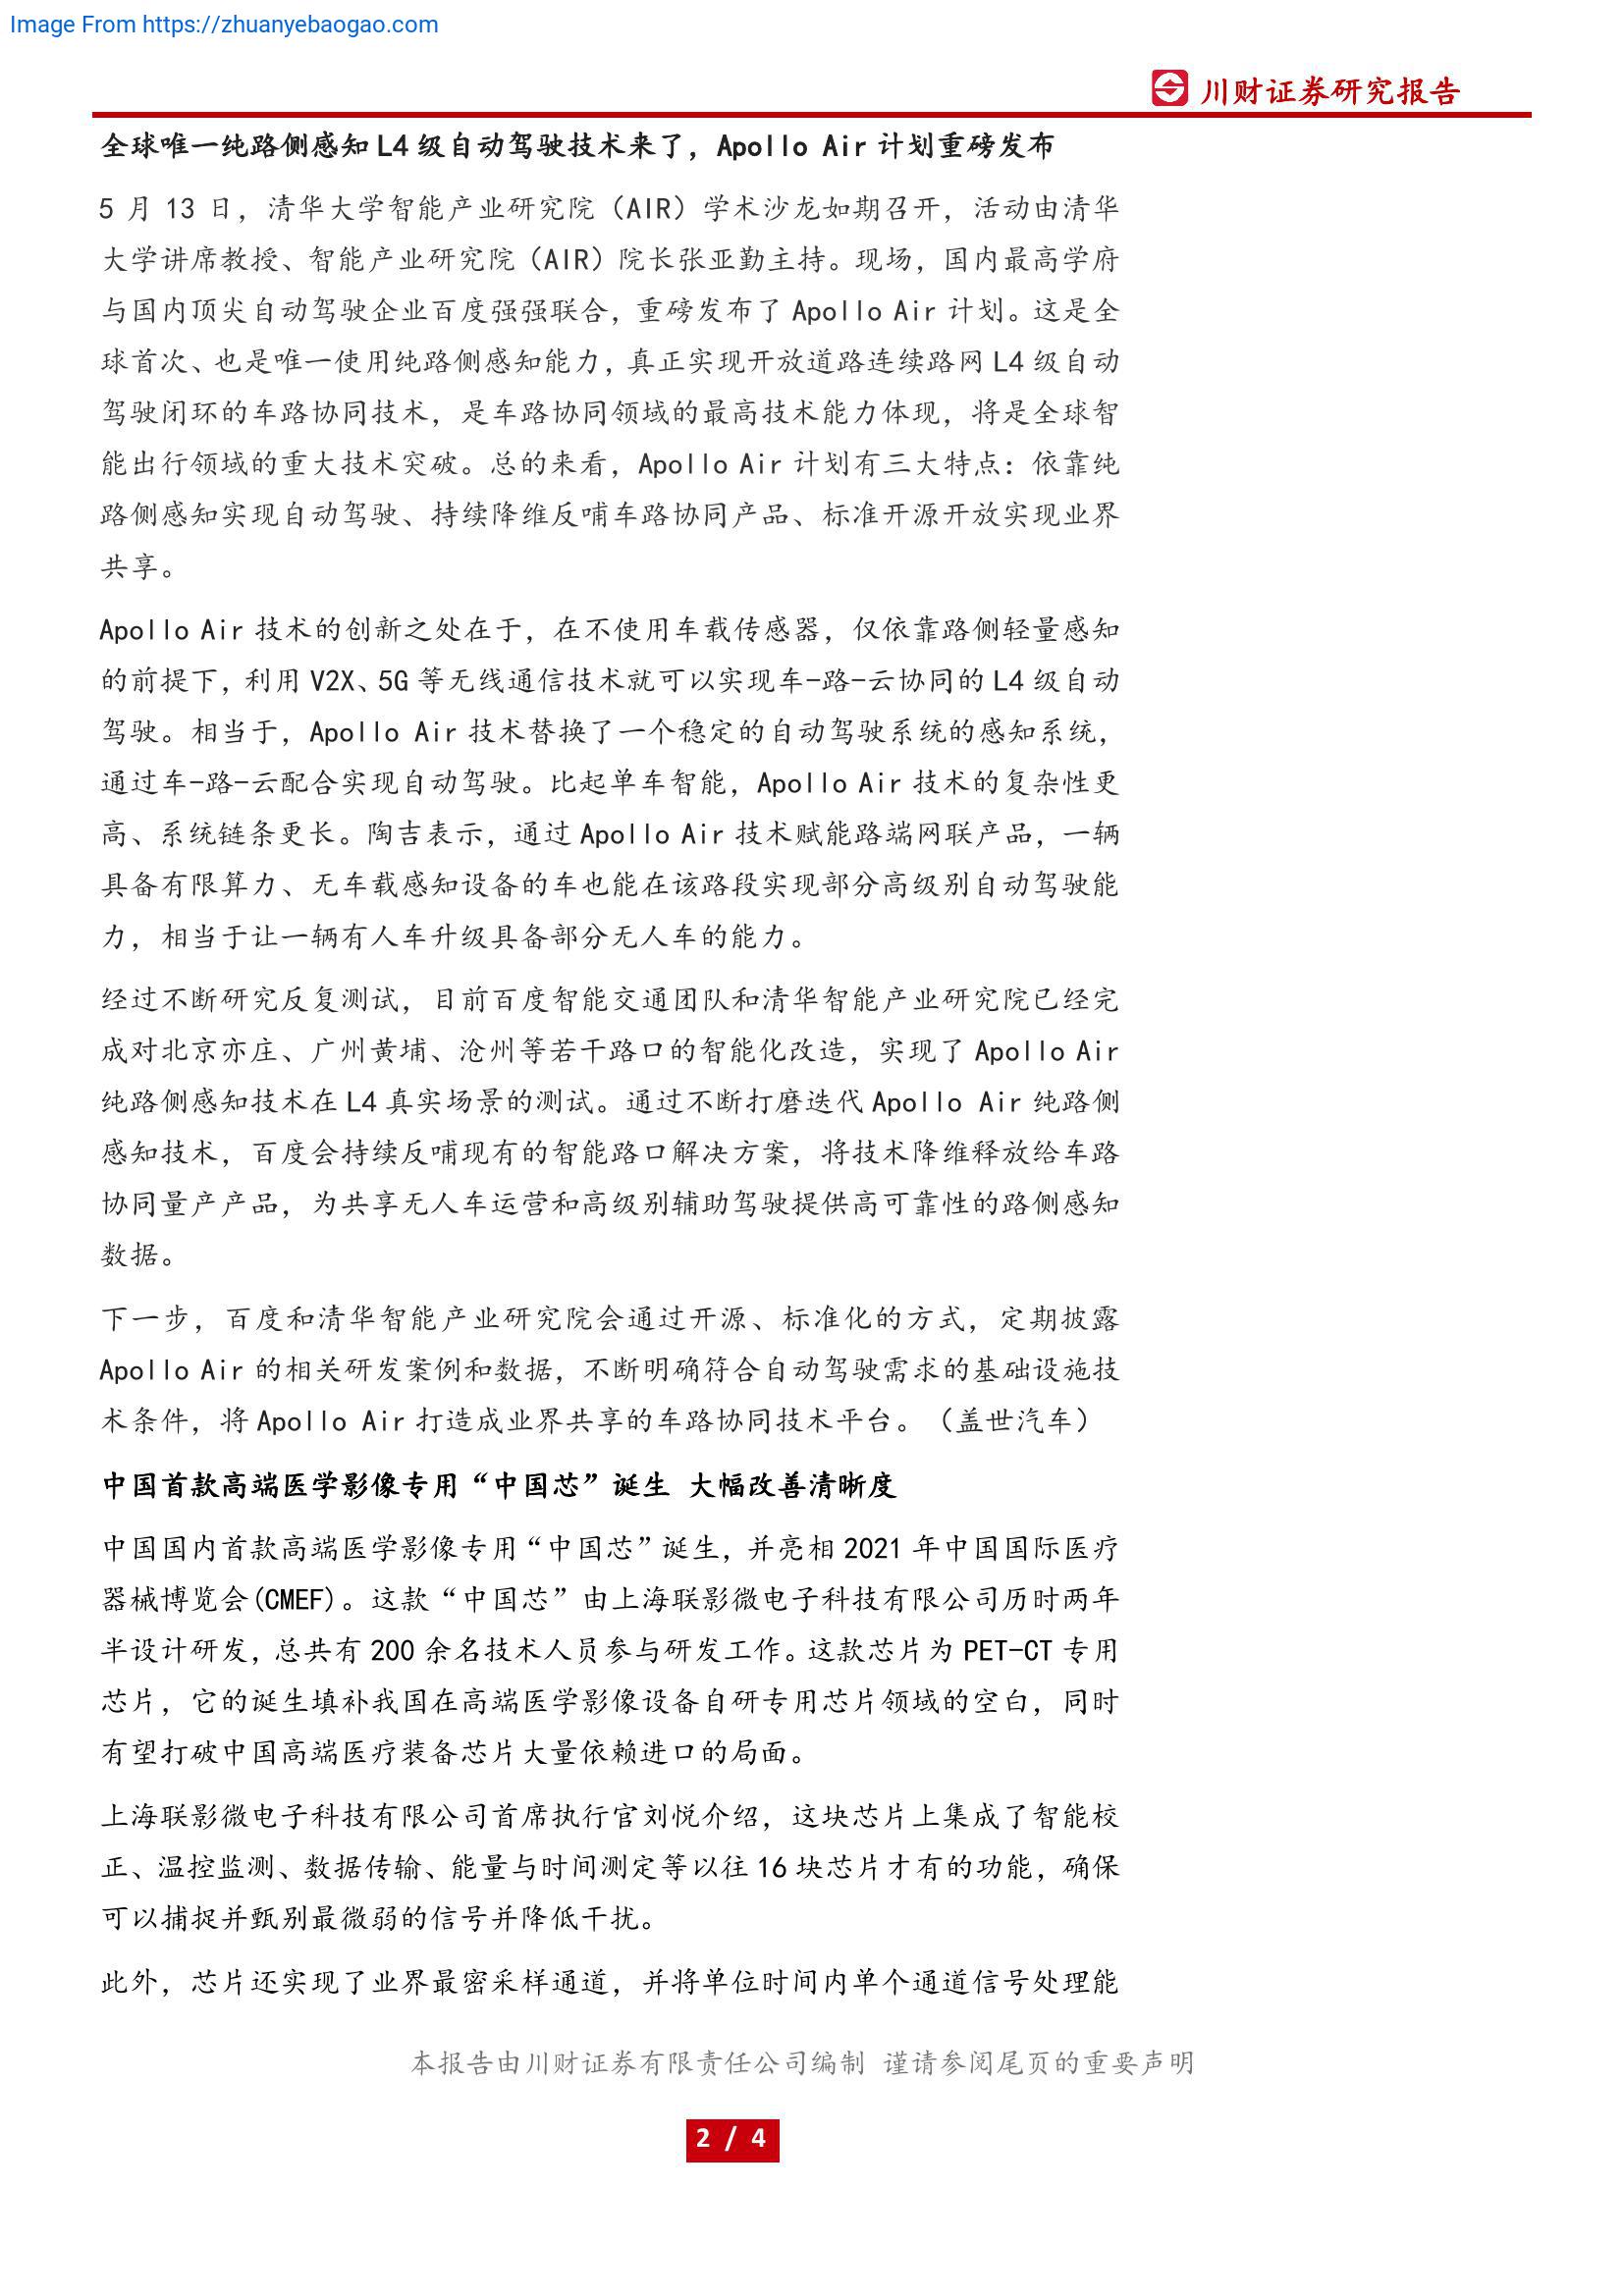 Image From https://zhuanyebaogao.com
川财证券研究报告
全球唯一纯路侧感知 L4 级自动驾驶技术来了，Apollo Air 计划重磅发布
5 月 13 日，清华大学智能产业研究院（AIR）学术沙龙如期召开，活动由清华
大学讲席教授、智能产业研究院（AIR）院长张亚勤主持。现场，国内最高学府
与国内顶尖自动驾驶企业百度强强联合，重磅发布了 Apollo Air 计划。这是全
球首次、也是唯一使用纯路侧感知能力，真正实现开放道路连续路网 L4 级自动
驾驶闭环的车路协同技术，是车路协同领域的最高技术能力体现，将是全球智
能出行领域的重大技术突破。总的来看，Apollo Air 计划有三大特点：依靠纯
路侧感知实现自动驾驶、持续降维反哺车路协同产品、标准开源开放实现业界
共享。
Apollo Air 技术的创新之处在于，在不使用车载传感器，仅依靠路侧轻量感知
的前提下，利用 V2X、5G 等无线通信技术就可以实现车-路-云协同的 L4 级自动
驾驶。相当于，Apollo Air 技术替换了一个稳定的自动驾驶系统的感知系统，
通过车-路-云配合实现自动驾驶。比起单车智能，Apollo Air 技术的复杂性更
高、系统链条更长。陶吉表示，通过 Apollo Air 技术赋能路端网联产品，一辆
具备有限算力、无车载感知设备的车也能在该路段实现部分高级别自动驾驶能
力，相当于让一辆有人车升级具备部分无人车的能力。
经过不断研究反复测试，目前百度智能交通团队和清华智能产业研究院已经完
成对北京亦庄、广州黄埔、沧州等若干路口的智能化改造，实现了 Apollo Air
纯路侧感知技术在 L4 真实场景的测试。通过不断打磨迭代 Apollo Air 纯路侧
感知技术，百度会持续反哺现有的智能路口解决方案，将技术降维释放给车路
协同量产产品，为共享无人车运营和高级别辅助驾驶提供高可靠性的路侧感知
数据。
下一步，百度和清华智能产业研究院会通过开源、标准化的方式，定期披露
Apollo Air 的相关研发案例和数据，不断明确符合自动驾驶需求的基础设施技
术条件，将 Apollo Air 打造成业界共享的车路协同技术平台。（盖世汽车）
中国首款高端医学影像专用“中国芯”诞生 大幅改善清晰度
中国国内首款高端医学影像专用“中国芯”诞生，并亮相 2021 年中国国际医疗
器械博览会(CMEF)。这款“中国芯”由上海联影微电子科技有限公司历时两年
半设计研发，总共有 200 余名技术人员参与研发工作。这款芯片为 PET-CT 专用
芯片，它的诞生填补我国在高端医学影像设备自研专用芯片领域的空白，同时
有望打破中国高端医疗装备芯片大量依赖进口的局面。
上海联影微电子科技有限公司首席执行官刘悦介绍，这块芯片上集成了智能校
正、温控监测、数据传输、能量与时间测定等以往 16 块芯片才有的功能，确保
可以捕捉并甄别最微弱的信号并降低干扰。
此外，芯片还实现了业界最密采样通道，并将单位时间内单个通道信号处理能
本报告由川财证券有限责任公司编制 谨请参阅尾页的重要声明
2 / 4